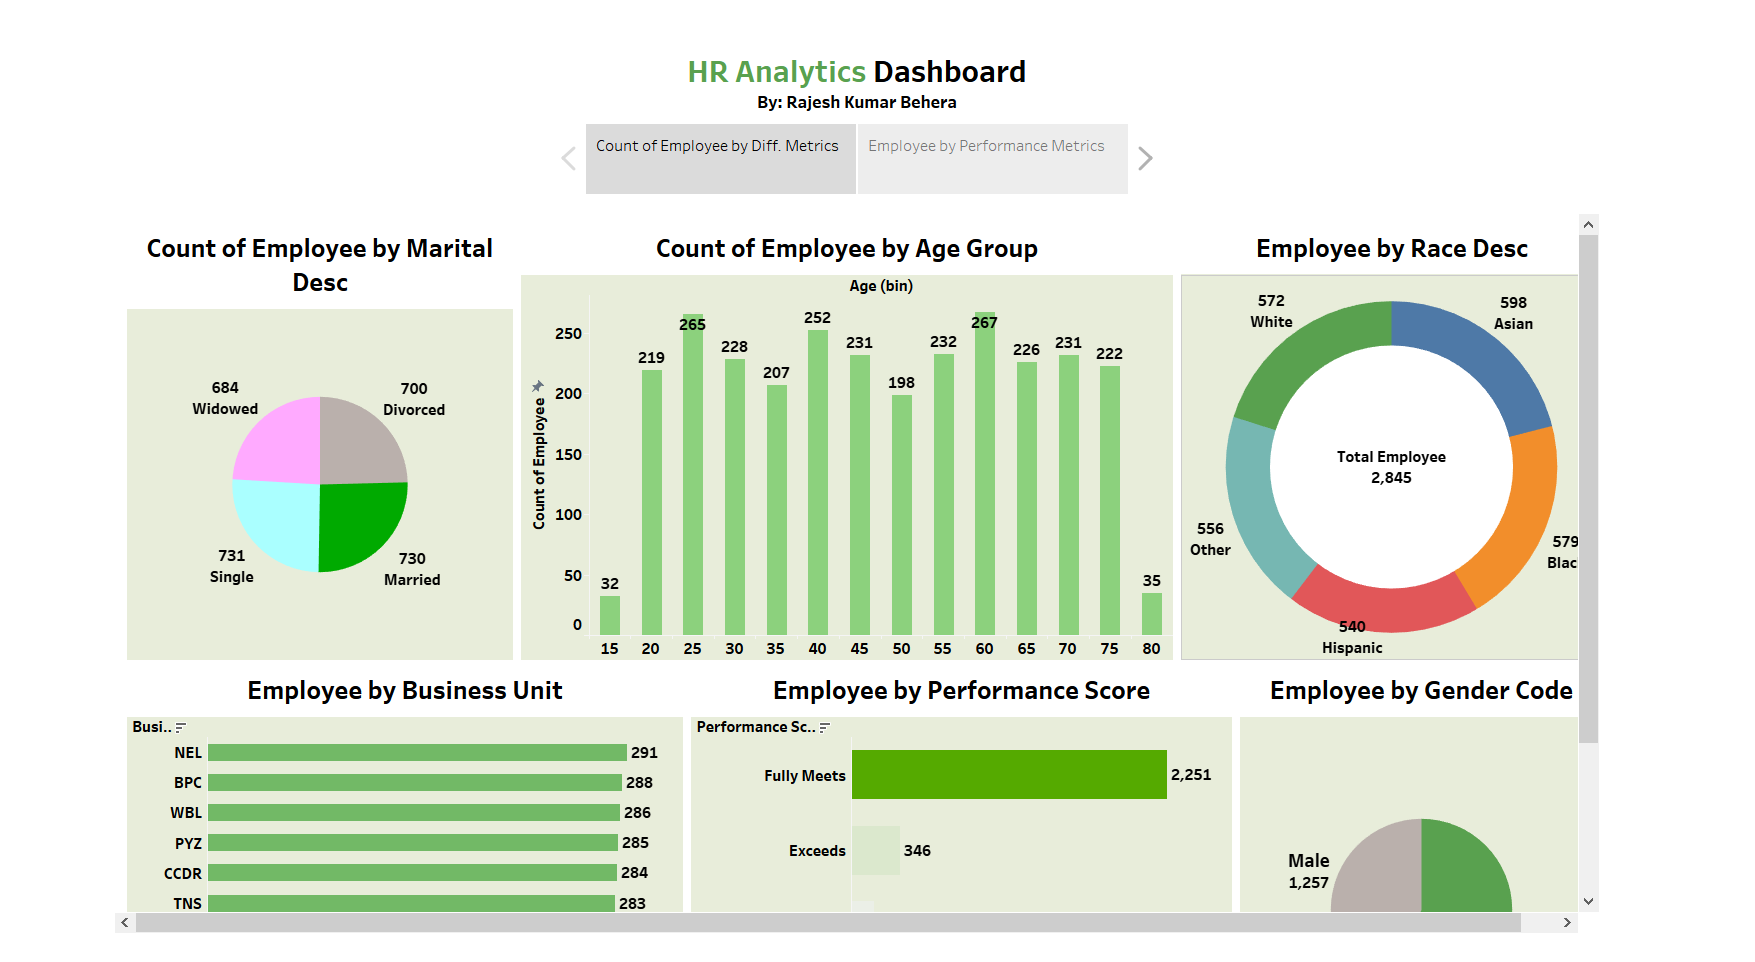 HR Analytics Dashboard
By: Rajesh Kumar Behera
Count of Employee by Diff. Metrics
Employee by Performance Metrics
Count of Employee by Marital
Desc
684
Widowed
700
Divorced
731
Single
730
Married
Count of Employee by Age Group
Age (bin)
Count of Employee
250
200
150
100
50
0
32
219
265
228
207
252
231
198
232
267
226
231
222
35
15
20
25
30
35
40
45
50
55
60
65
70
75
80
Employee by Race Desc
572
White
598
Asian
Total Employee
2,845
556
Other
579
Blac
540
Hispanic
Employee by Business Unit
Busi..
NEL
291
BPC
288
WBL
286
PYZ
285
CCDR
284
TNS
283
Employee by Performance Score
Performance Sc..
Fully Meets
2,251
Exceeds
346
Employee by Gender Code
Male
1,257